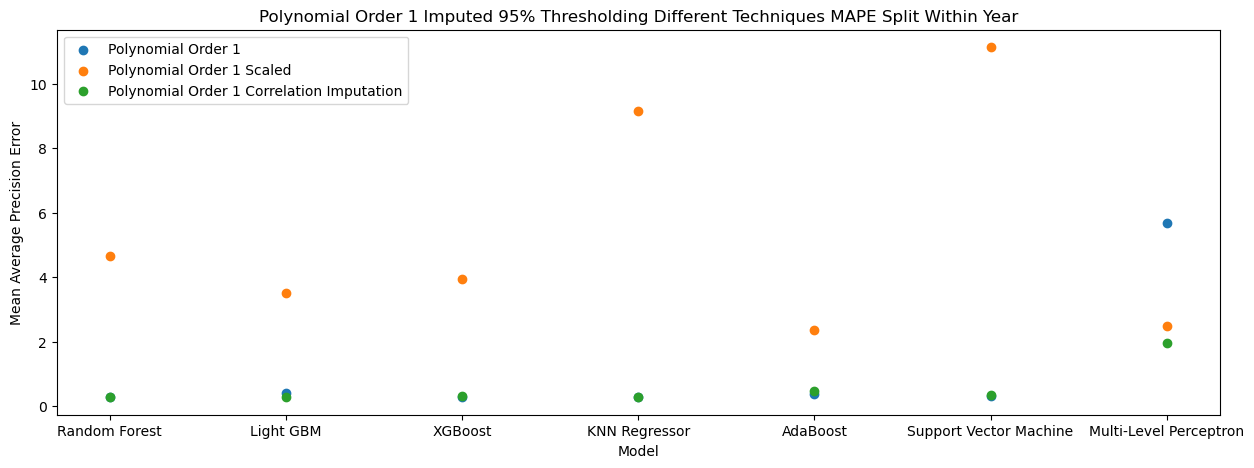 Polynomial Order 1 Imputed 95% Thresholding Different Techniques MAPE Split Within Year
Polynomial Order 1
Polynomial Order 1 Scaled
Polynomial Order 1 Correlation Imputation
Mean Average Precision Error
10
8
6
4
2
0
Random Forest
Light GBM
XGBoost
KNN Regressor
AdaBoost
Support Vector Machine
Multi-Level Perceptron
Model